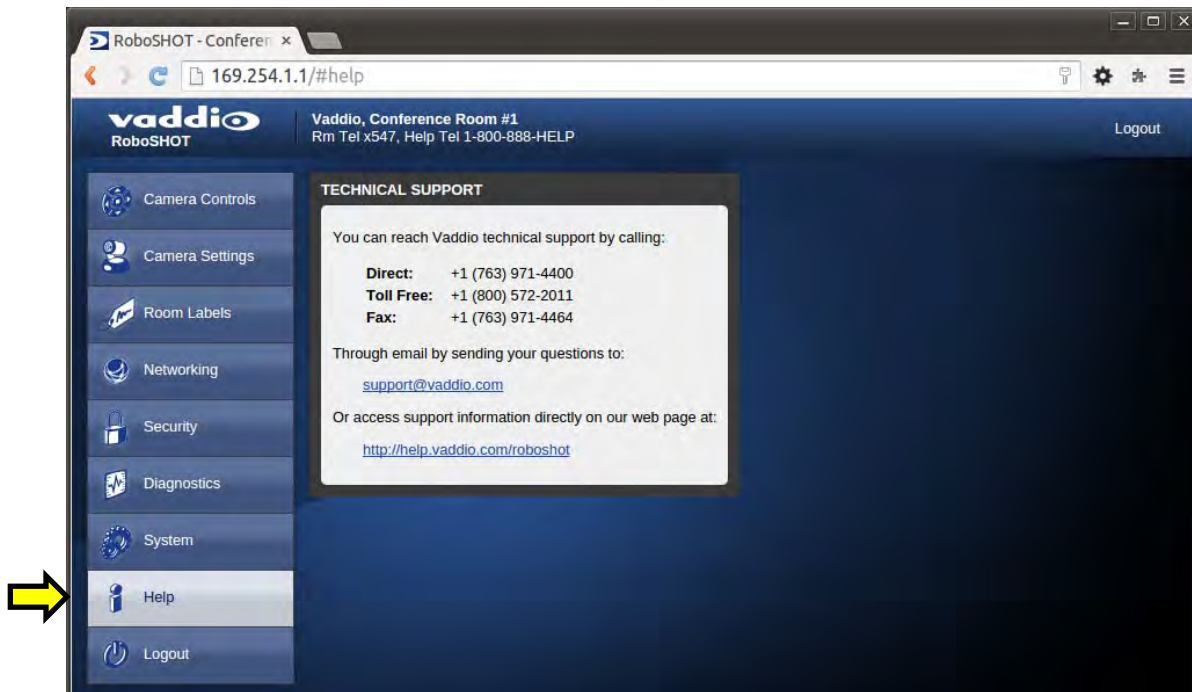 RoboSHOT - Conferen
169.254.1.1/#help
vaddio
RoboSHOT
Vaddio, Conference Room #1
Rm Tel x547, Help Tel 1-800-888-HELP
Logout
Camera Controls
Camera Settings
Room Labels
Networking
Security
Diagnostics
System
Help
Logout
TECHNICAL SUPPORT
You can reach Vaddio technical support by calling:
Direct: +1 (763) 971-4400
Toll Free: +1 (800) 572-2011
Fax: +1 (763) 971-4464
Through email by sending your questions to:
support@vaddio.com
Or access support information directly on our web page at:
http://help.vaddio.com/roboshot